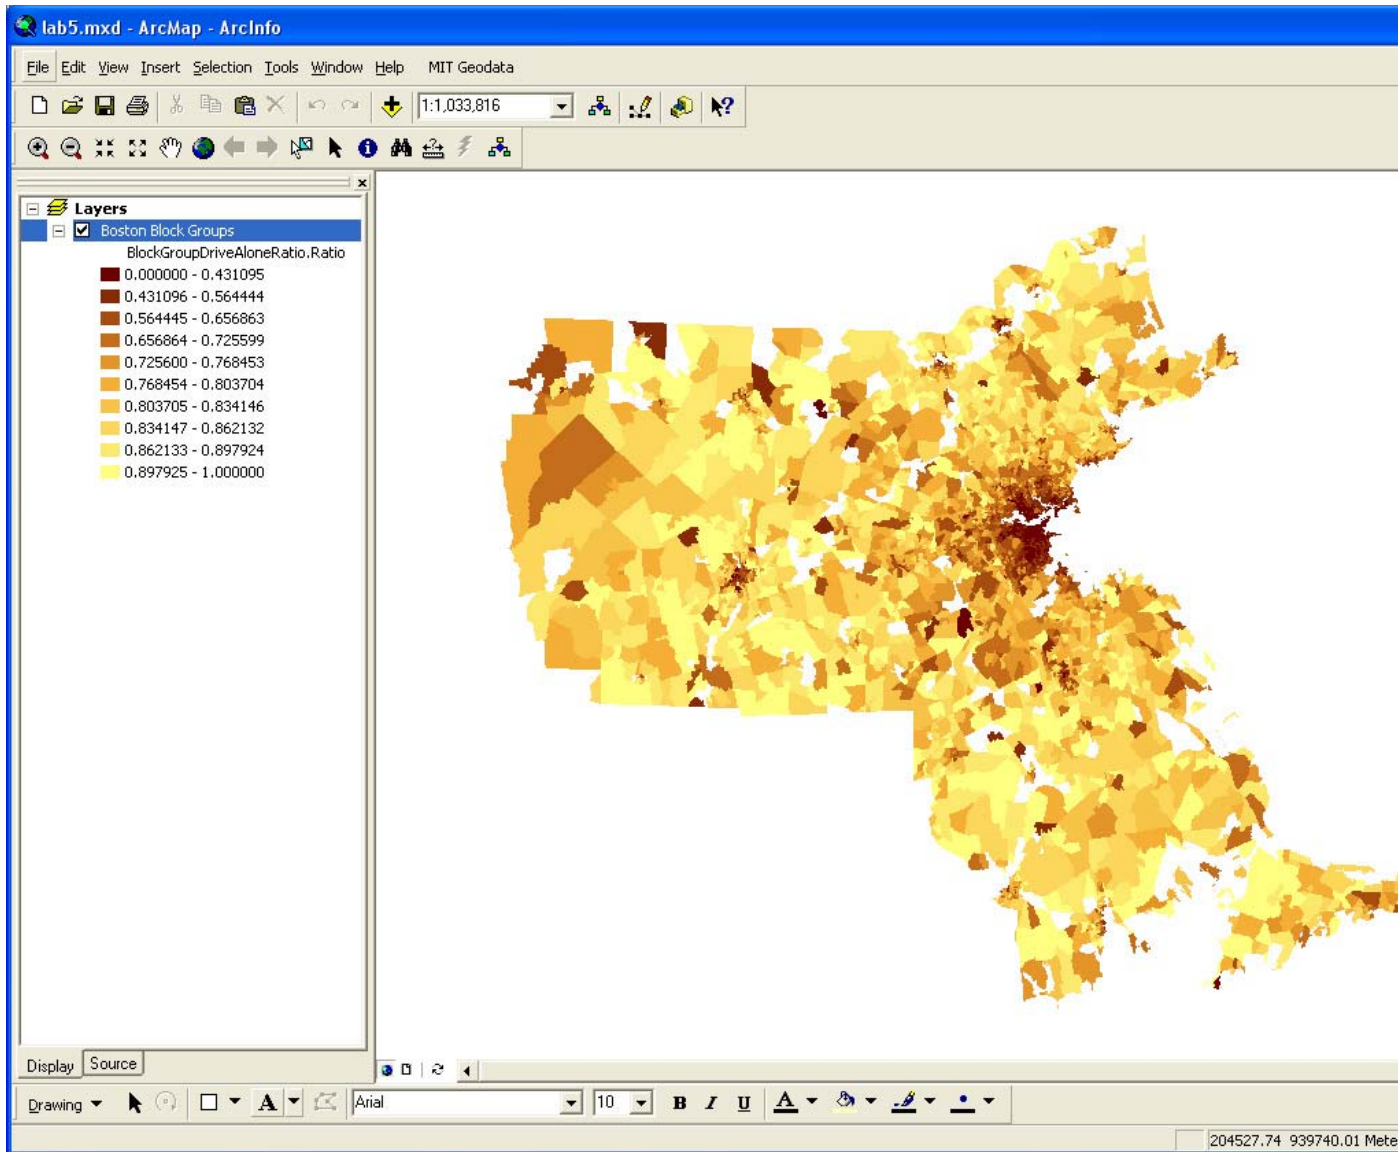 lab5.mxd - ArcMap - ArcInfo
File Edit View Insert Selection Tools Window Help MIT Geodata
1:1,033,816
Layers
Boston Block Groups
BlockGroupDriveAloneRatio.Ratio
0.000000 - 0.431095
0.431096 - 0.564444
0.564445 - 0.656863
0.656864 - 0.725599
0.725600 - 0.768453
0.768454 - 0.803704
0.803705 - 0.834146
0.834147 - 0.862132
0.862133 - 0.897924
0.897925 - 1.000000
Display Source
Drawing A Arial 10 B I U A
204527.74 939740.01 Mete